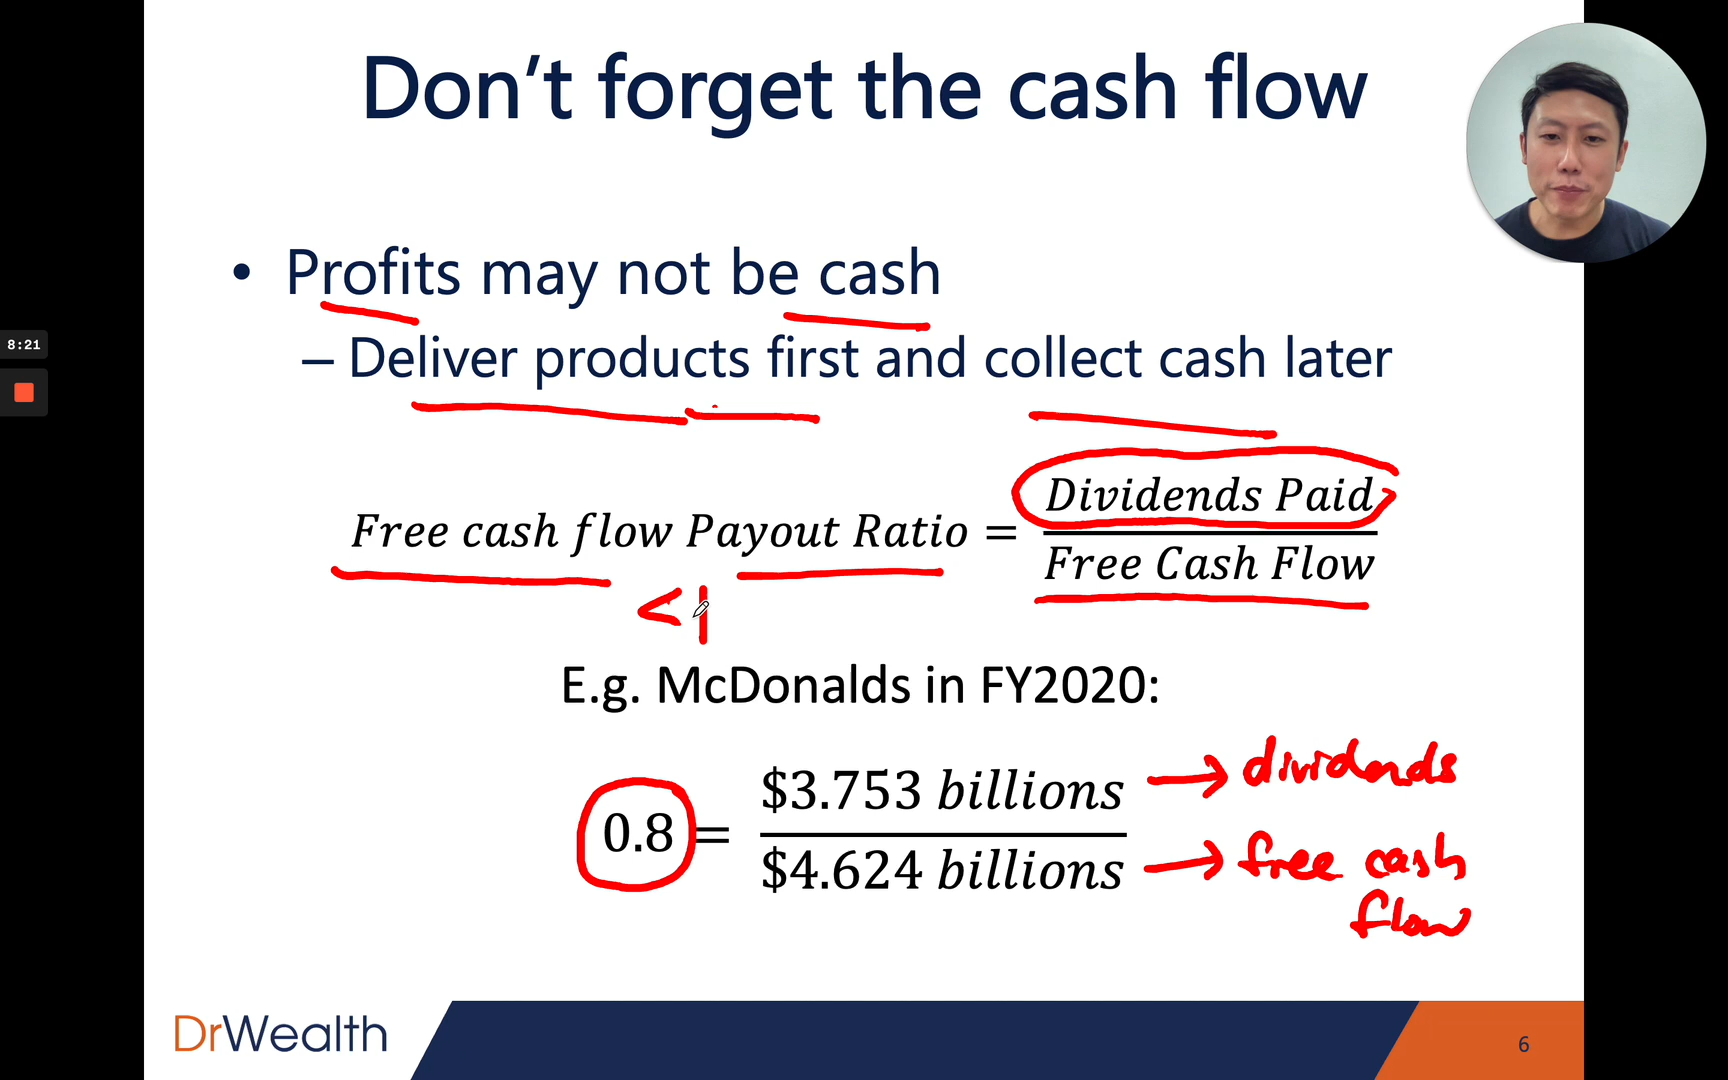 Don't forget the cash flow
• Profits may not be cash
– Deliver products first and collect cash later
8:21
Free cash flow Payout Ratio = Dividends Paid / Free Cash Flow
<1
E.g. McDonalds in FY2020:
0.8 = $3.753 billions / $4.624 billions
→ dividends
→ free cash
flow
DrWealth
6